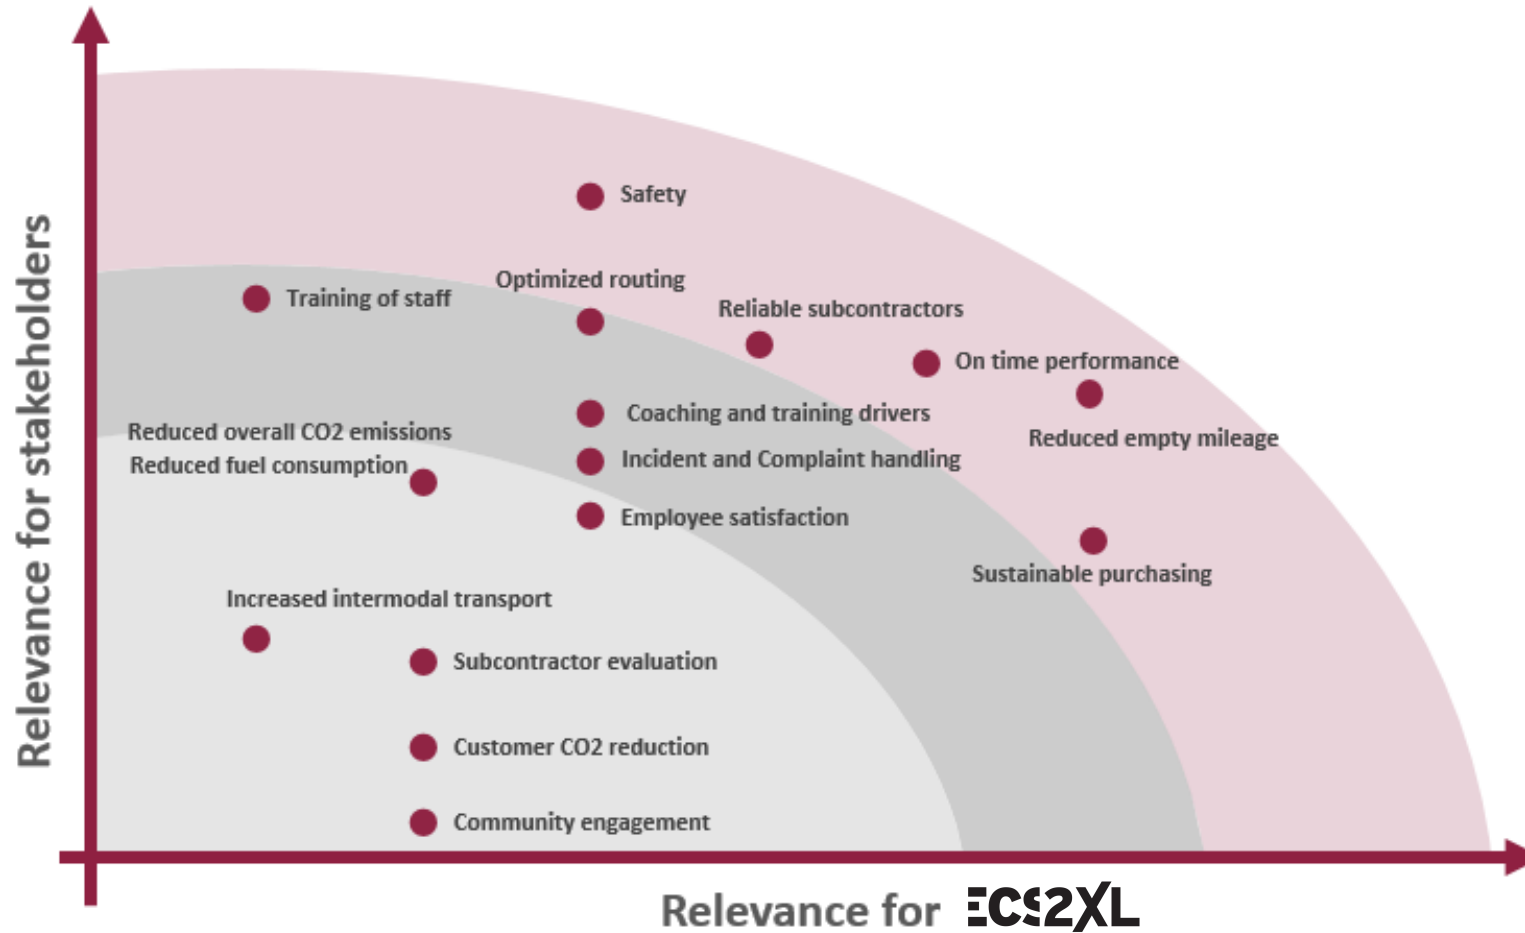 Relevance for stakeholders
Safety
Optimized routing
Training of staff
Reliable subcontractors
On time performance
Coaching and training drivers
Reduced overall CO2 emissions
Reduced empty mileage
Incident and Complaint handling
Reduced fuel consumption
Employee satisfaction
Sustainable purchasing
Increased intermodal transport
Subcontractor evaluation
Customer CO2 reduction
Community engagement
Relevance for ECS2XL